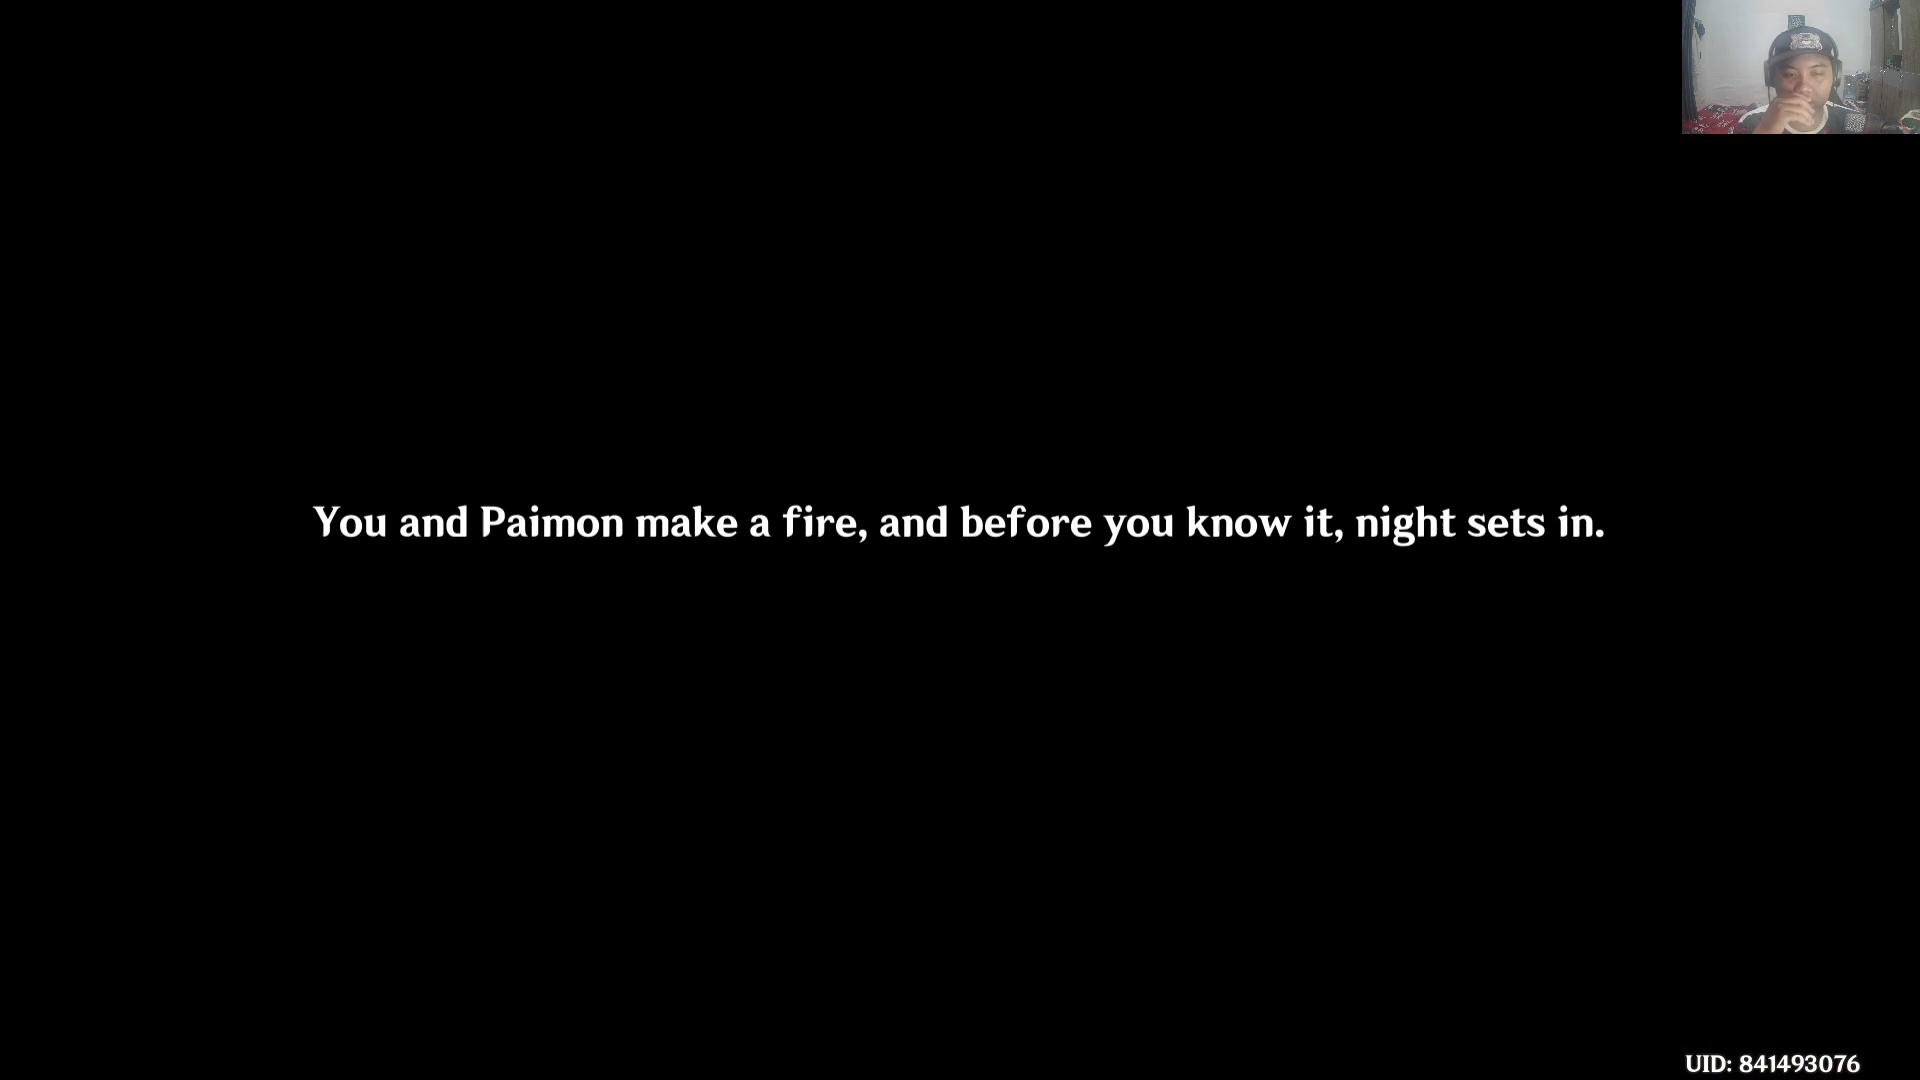 You and Paimon make a fire, and before you know it, night sets in.
UID: 841493076